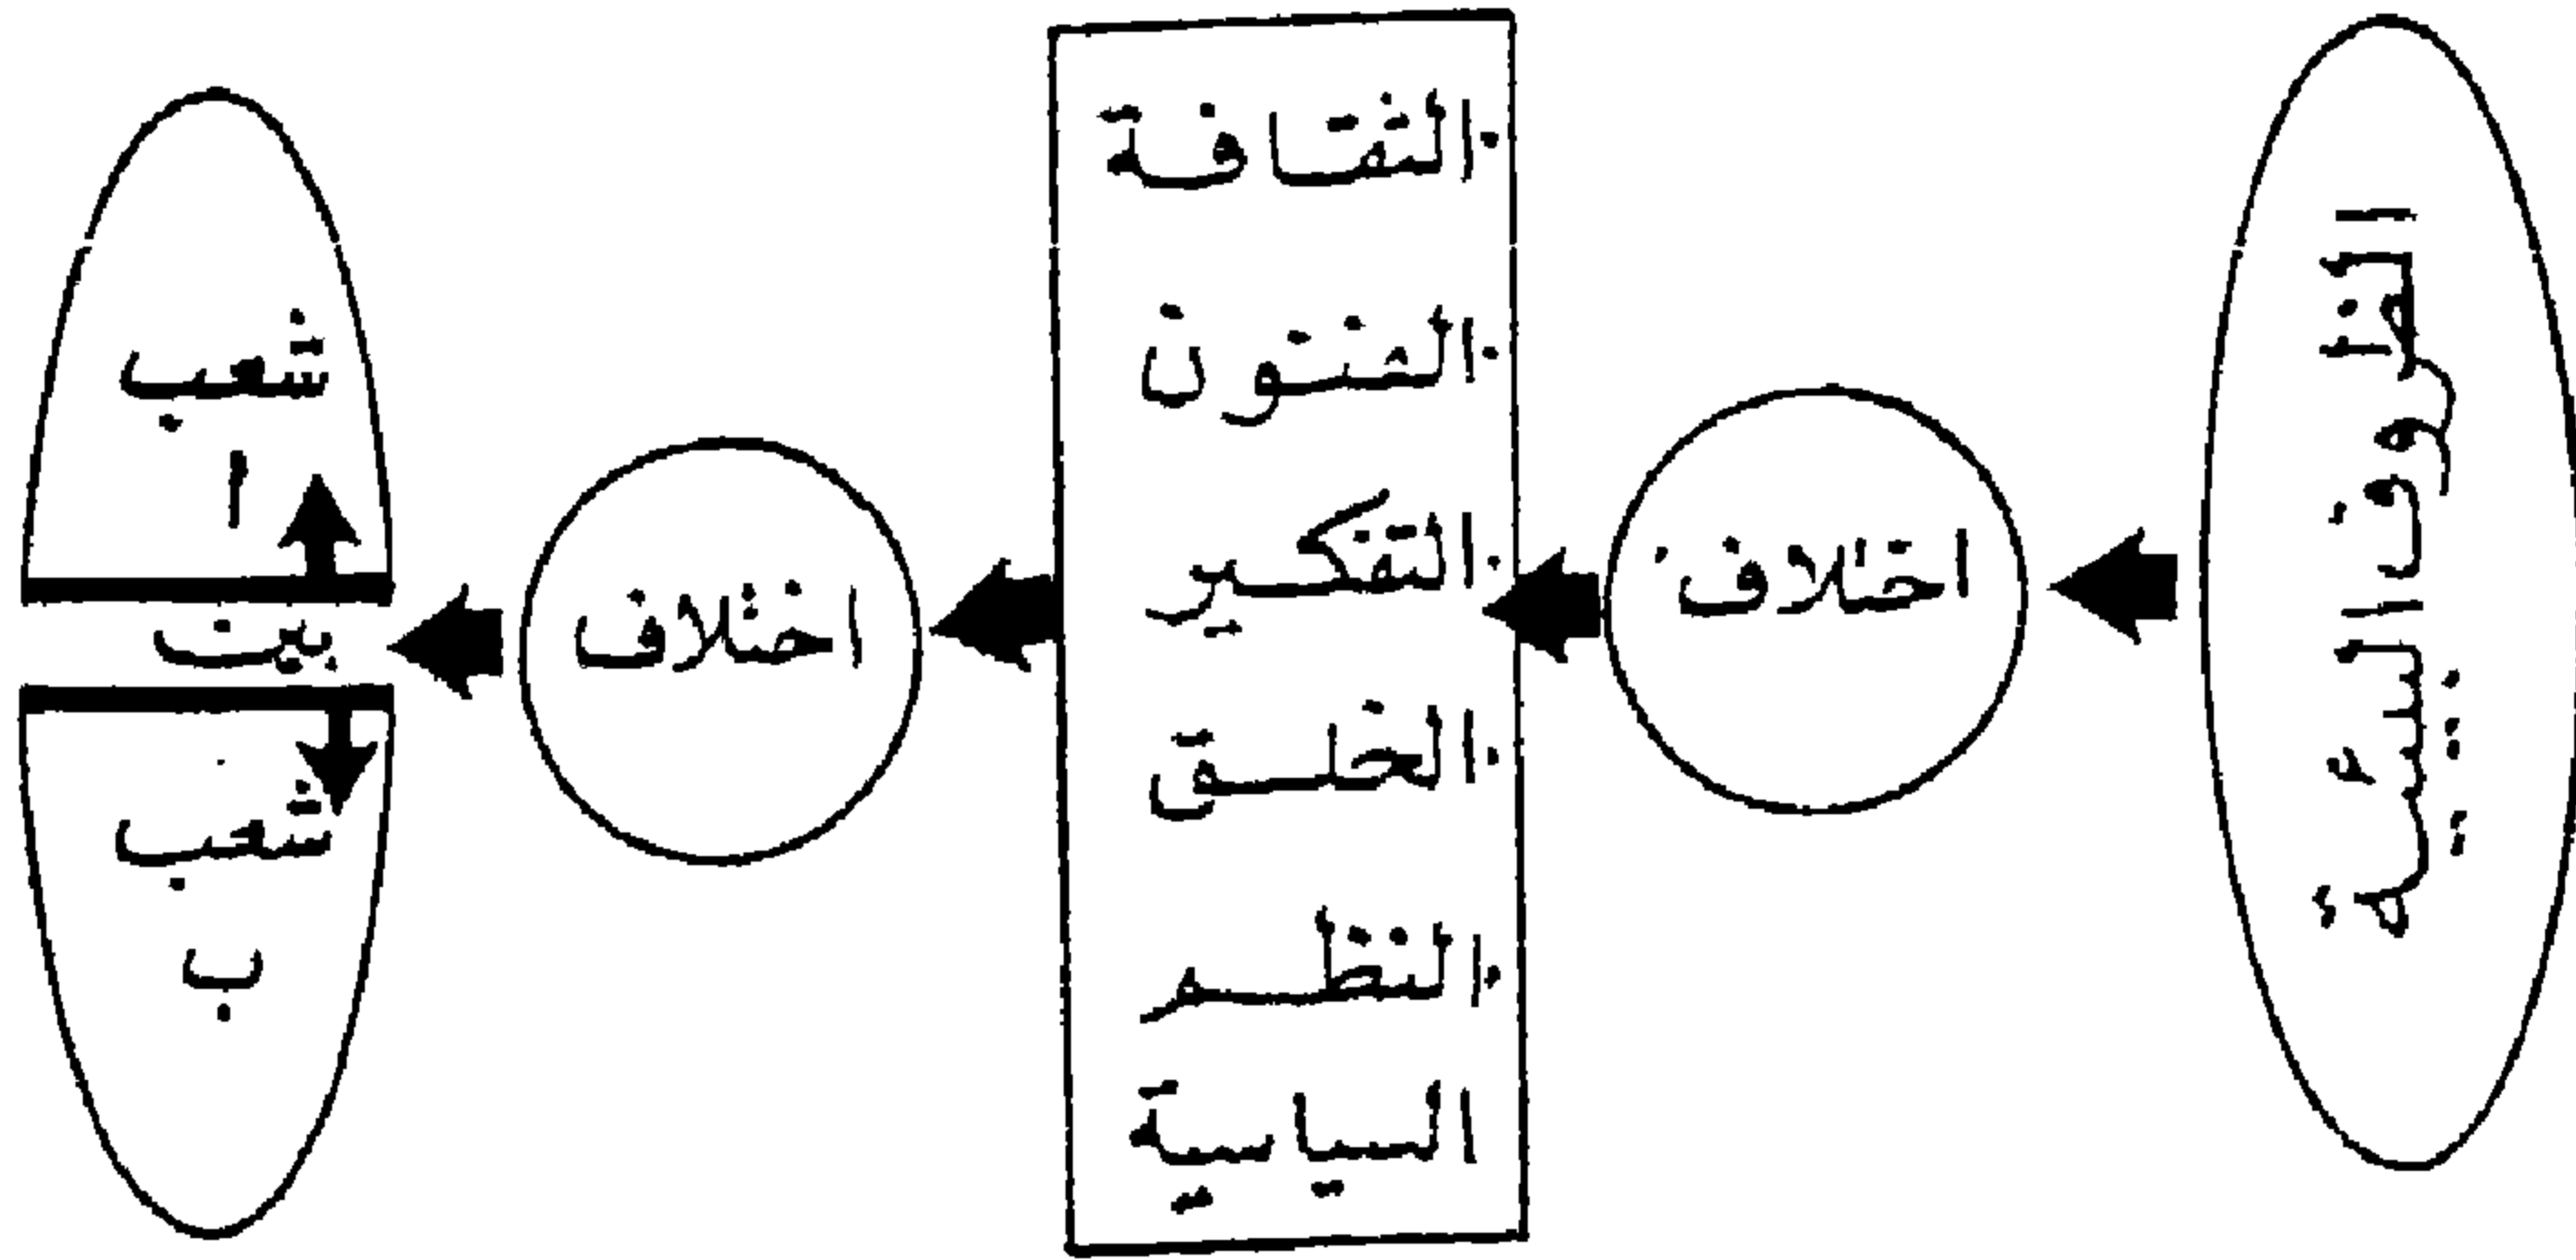 الظروف البيئية
اختلاف
·الثقافة
·الفنون
·التفكير
·الخلق
·النظم
السياسية
اختلاف
شعب
ا
بين
شعب
ب